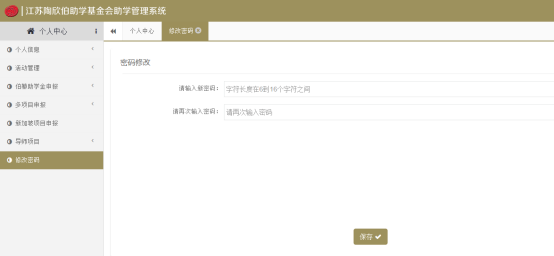 江苏陶欣伯助学基金会助学管理系统
个人中心
个人中心
修改密码
个人信息
活动管理
伯藜助学金申报
多项目申报
新加坡项目申报
导师项目
修改密码
密码修改
请输入新密码：
字符长度在6到16个字符之间
请再次输入密码：
请再次输入密码
保存